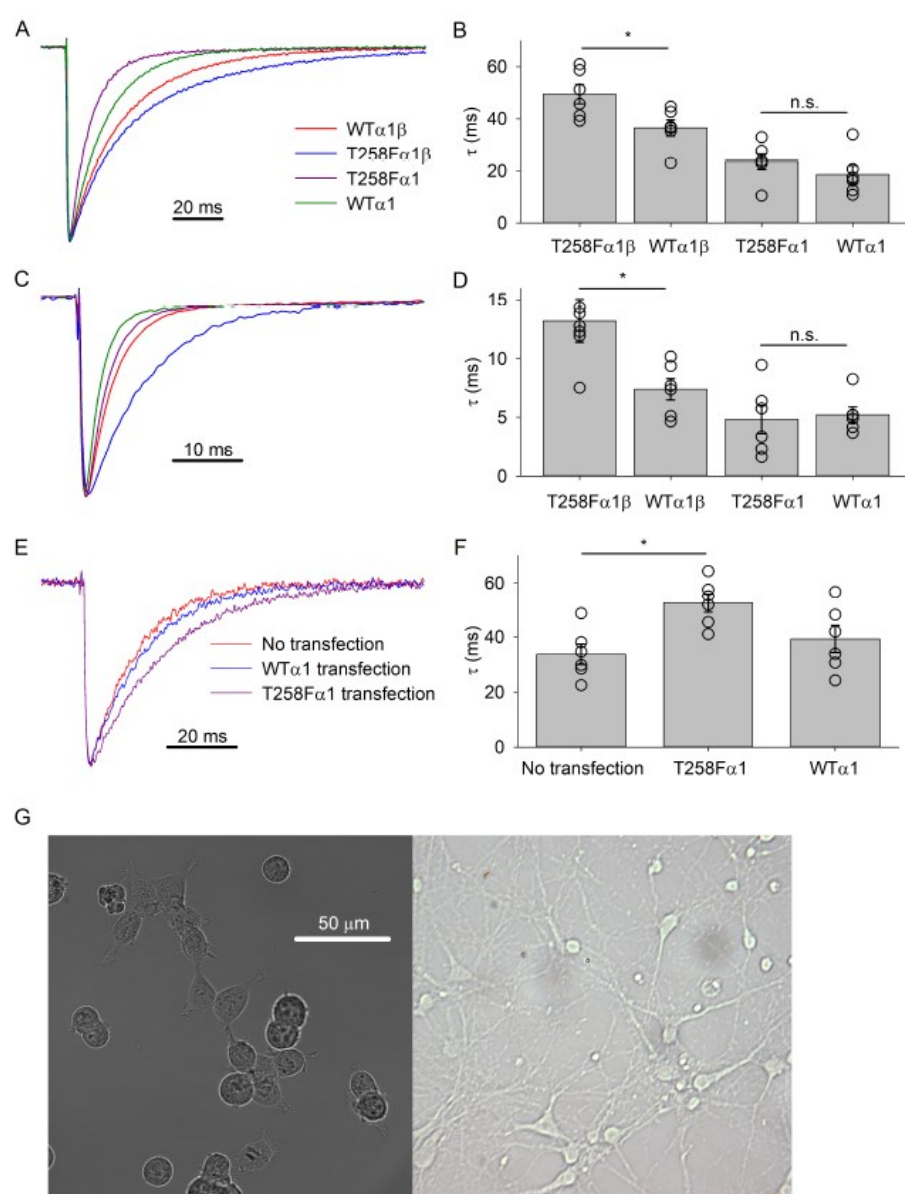 A
WTα1β
T258Fα1β
T258Fα1
WTα1
20 ms
B
*
n.s.
60
40
20
0
τ (ms)
T258Fα1β WTα1β T258Fα1 WTα1
C
10 ms
D
*
n.s.
15
10
5
0
τ (ms)
T258Fα1β WTα1β T258Fα1 WTα1
E
No transfection
WTα1 transfection
T258Fα1 transfection
20 ms
F
*
60
40
20
0
τ (ms)
No transfection T258Fα1 WTα1
G
50 μm